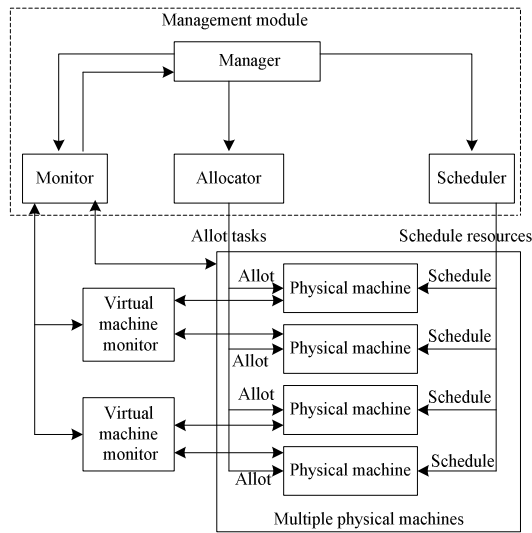 Management module
Manager
Monitor
Allocator
Scheduler
Allot tasks
Schedule resources
Allot
Physical machine
Schedule
Virtual
machine
monitor
Physical machine
Schedule
Allot
Allot
Physical machine
Schedule
Virtual
machine
monitor
Physical machine
Schedule
Allot
Multiple physical machines